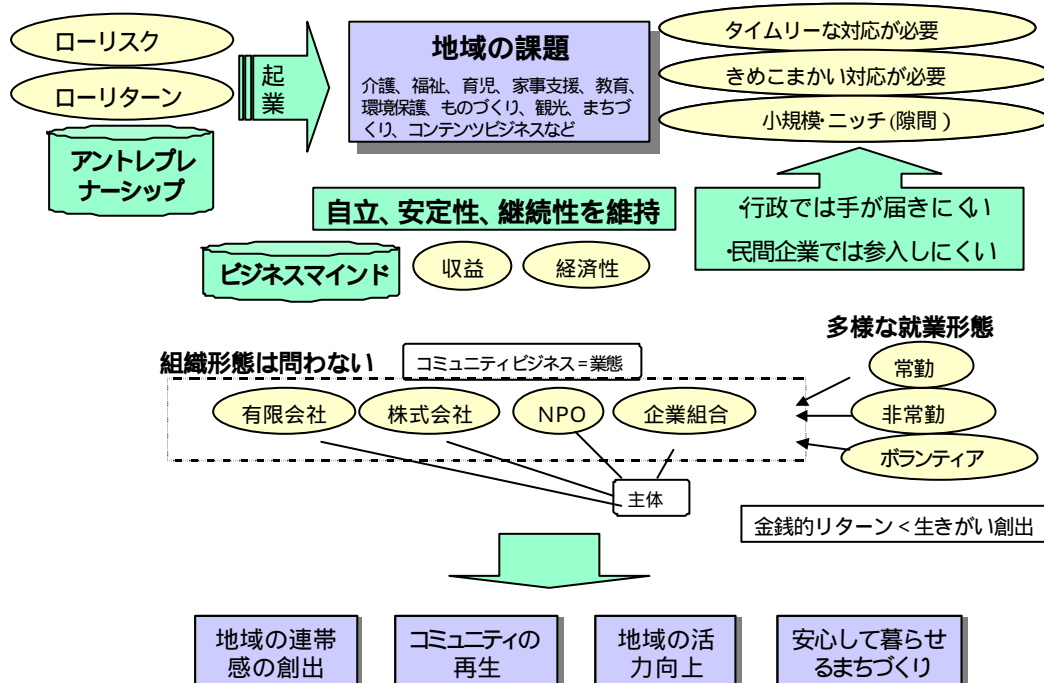 ローリスク
ローリターン
アントレプレ
ナーシップ
起
業
地域の課題
介護、福祉、育児、家事支援、教育、
環境保護、ものづくり、観光、まちづ
くり、コンテンツビジネスなど
タイムリーな対応が必要
きめこまかい対応が必要
小規模・ニッチ(隙間)
・行政では手が届きにくい
・民間企業では参入しにくい
自立、安定性、継続性を維持
ビジネスマインド
収益
経済性
多様な就業形態
組織形態は問わない
コミュニティビジネス=業態
有限会社
株式会社
NPO
企業組合
常勤
非常勤
ボランティア
主体
金銭的リターン<生きがい創出
地域の連帯
感の創出
コミュニティの
再生
地域の活
力向上
安心して暮らせ
るまちづくり